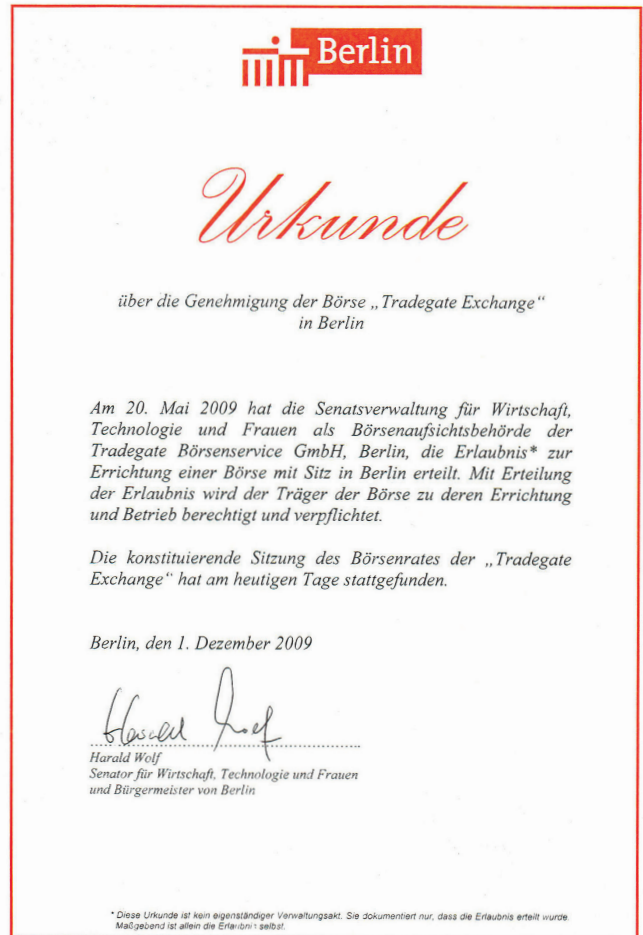 Berlin
Urkunde
über die Genehmigung der Börse „Tradegate Exchange“
in Berlin
Am 20. Mai 2009 hat die Senatsverwaltung für Wirtschaft,
Technologie und Frauen als Börsenaufsichtsbehörde der
Tradegate Börsenservice GmbH, Berlin, die Erlaubnis* zur
Errichtung einer Börse mit Sitz in Berlin erteilt. Mit Erteilung
der Erlaubnis wird der Träger der Börse zu deren Errichtung
und Betrieb berechtigt und verpflichtet.
Die konstituierende Sitzung des Börsenrates der „Tradegate
Exchange“ hat am heutigen Tage stattgefunden.
Berlin, den 1. Dezember 2009
Harald Wolf
Harald Wolf
Senator für Wirtschaft, Technologie und Frauen
und Bürgermeister von Berlin
* Diese Urkunde ist kein eigenständiger Verwaltungsakt. Sie dokumentiert nur, dass die Erlaubnis erteilt wurde.
Maßgebend ist allein die Erlaubnis selbst.